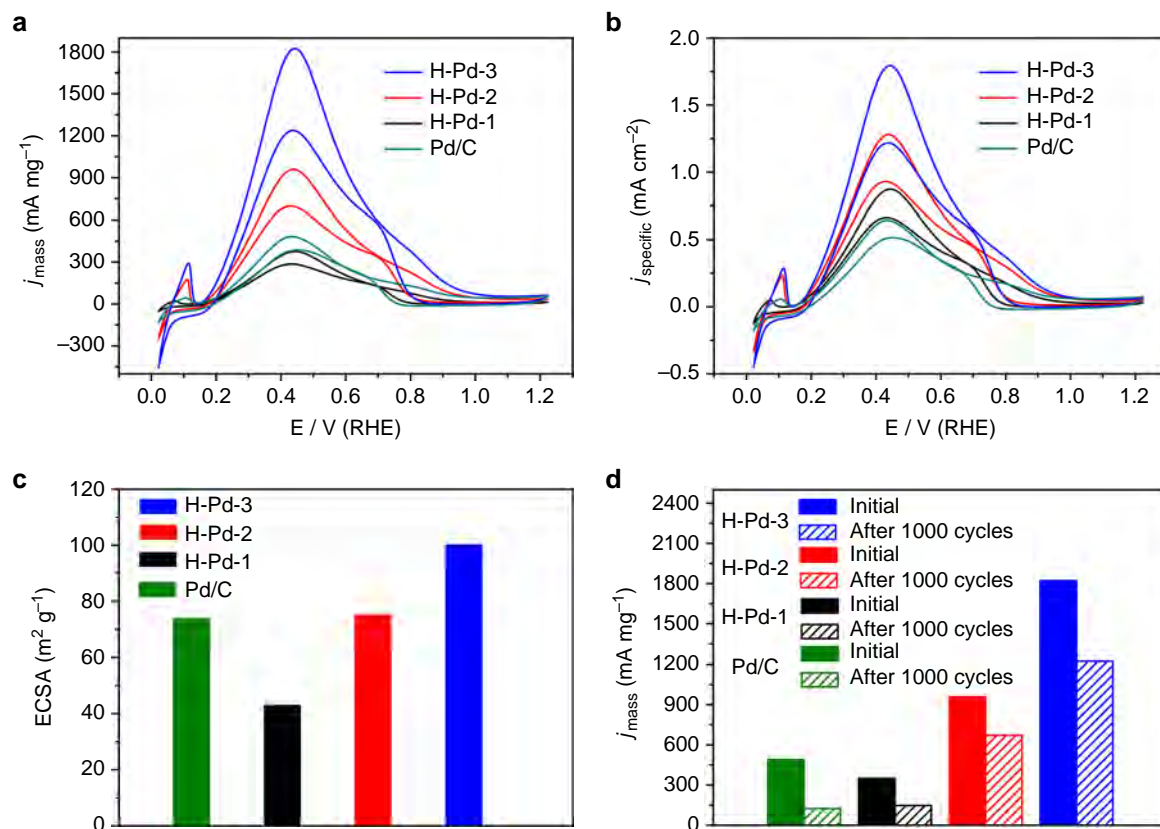 a
1800
1500
1200
900
600
300
0
–300
j mass (mA mg–1)
H-Pd-3
H-Pd-2
H-Pd-1
Pd/C
0.0 0.2 0.4 0.6 0.8 1.0 1.2
E / V (RHE)
b
2.0
1.5
1.0
0.5
0.0
–0.5
j specific (mA cm–2)
H-Pd-3
H-Pd-2
H-Pd-1
Pd/C
0.0 0.2 0.4 0.6 0.8 1.0 1.2
E / V (RHE)
c
120
100
80
60
40
20
0
ECSA (m2 g–1)
H-Pd-3
H-Pd-2
H-Pd-1
Pd/C
d
2400
2100
1800
1500
1200
900
600
300
0
j mass (mA mg–1)
H-Pd-3
Initial
After 1000 cycles
H-Pd-2
Initial
After 1000 cycles
H-Pd-1
Initial
After 1000 cycles
Pd/C
Initial
After 1000 cycles